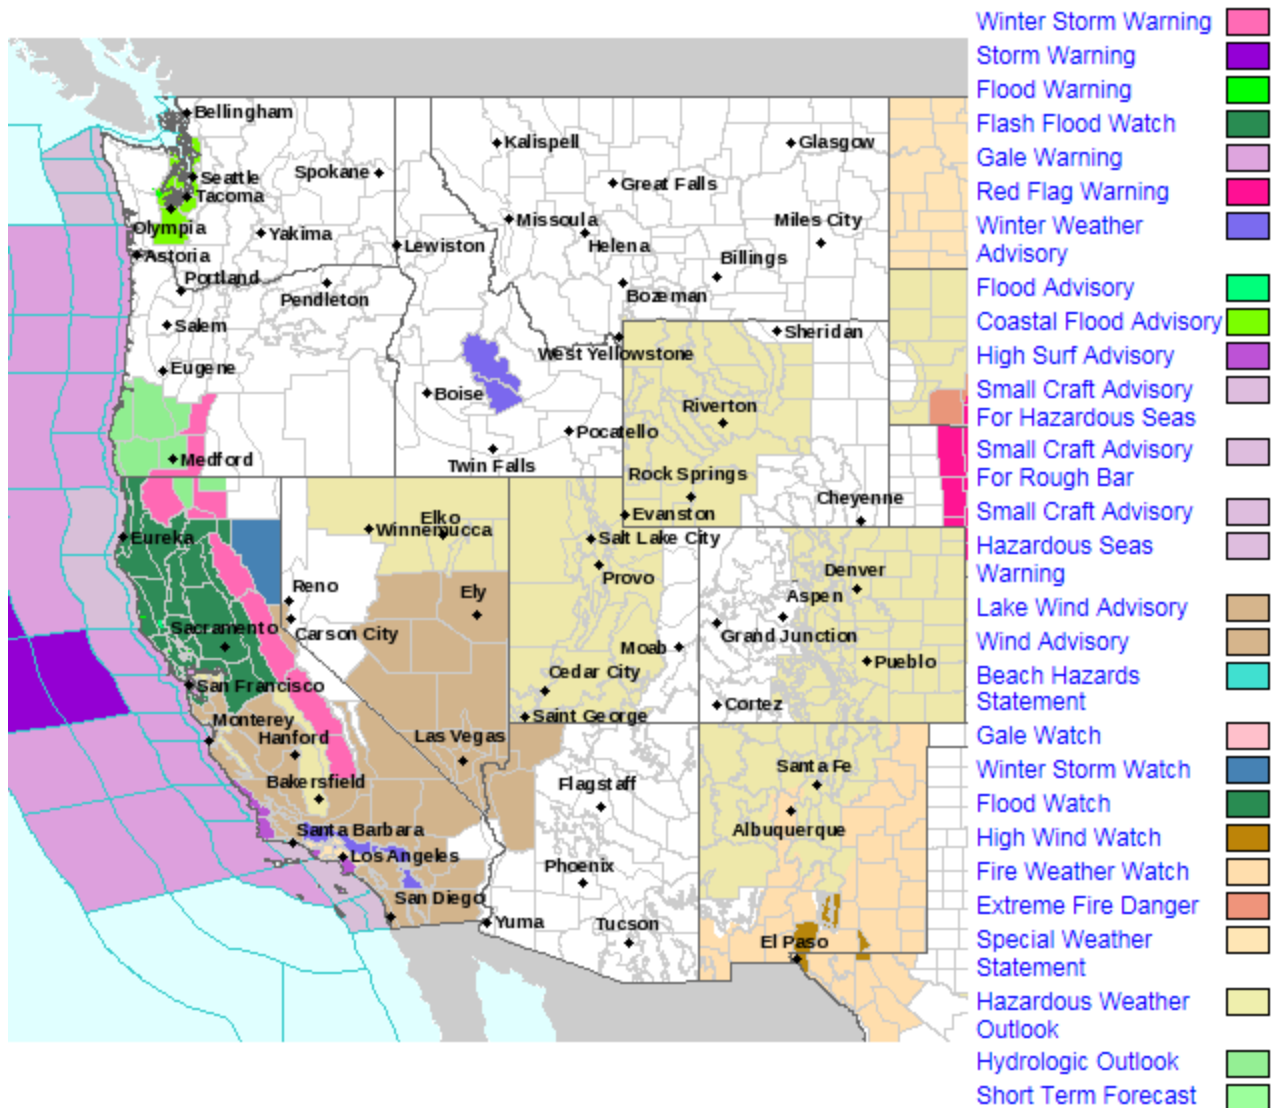 Bellingham
Seattle
Spokane
Tacoma
Olympia
Yakima
Astoria
Lewiston
Portland
Pendleton
Salem
Eugene
Medford
Kalispell
Glasgow
Great Falls
Missoula
Miles City
Helena
Billings
Bozeman
Sheridan
West Yellowstone
Boise
Riverton
Pocatello
Twin Falls
Rock Springs
Cheyenne
Evanston
Eureka
Elko
Winnemucca
Salt Lake City
Reno
Provo
Ely
Denver
Aspen
Sacramento
Carson City
Grand Junction
Moab
Pueblo
San Francisco
Cedar City
Cortez
Monterey
Saint George
Hanford
Las Vegas
Bakersfield
Flagstaff
Santa Fe
Santa Barbara
Albuquerque
Los Angeles
Phoenix
San Diego
Yuma
Tucson
El Paso
Winter Storm Warning
Storm Warning
Flood Warning
Flash Flood Watch
Gale Warning
Red Flag Warning
Winter Weather
Advisory
Flood Advisory
Coastal Flood Advisory
High Surf Advisory
Small Craft Advisory
For Hazardous Seas
Small Craft Advisory
For Rough Bar
Small Craft Advisory
Hazardous Seas
Warning
Lake Wind Advisory
Wind Advisory
Beach Hazards
Statement
Gale Watch
Winter Storm Watch
Flood Watch
High Wind Watch
Fire Weather Watch
Extreme Fire Danger
Special Weather
Statement
Hazardous Weather
Outlook
Hydrologic Outlook
Short Term Forecast